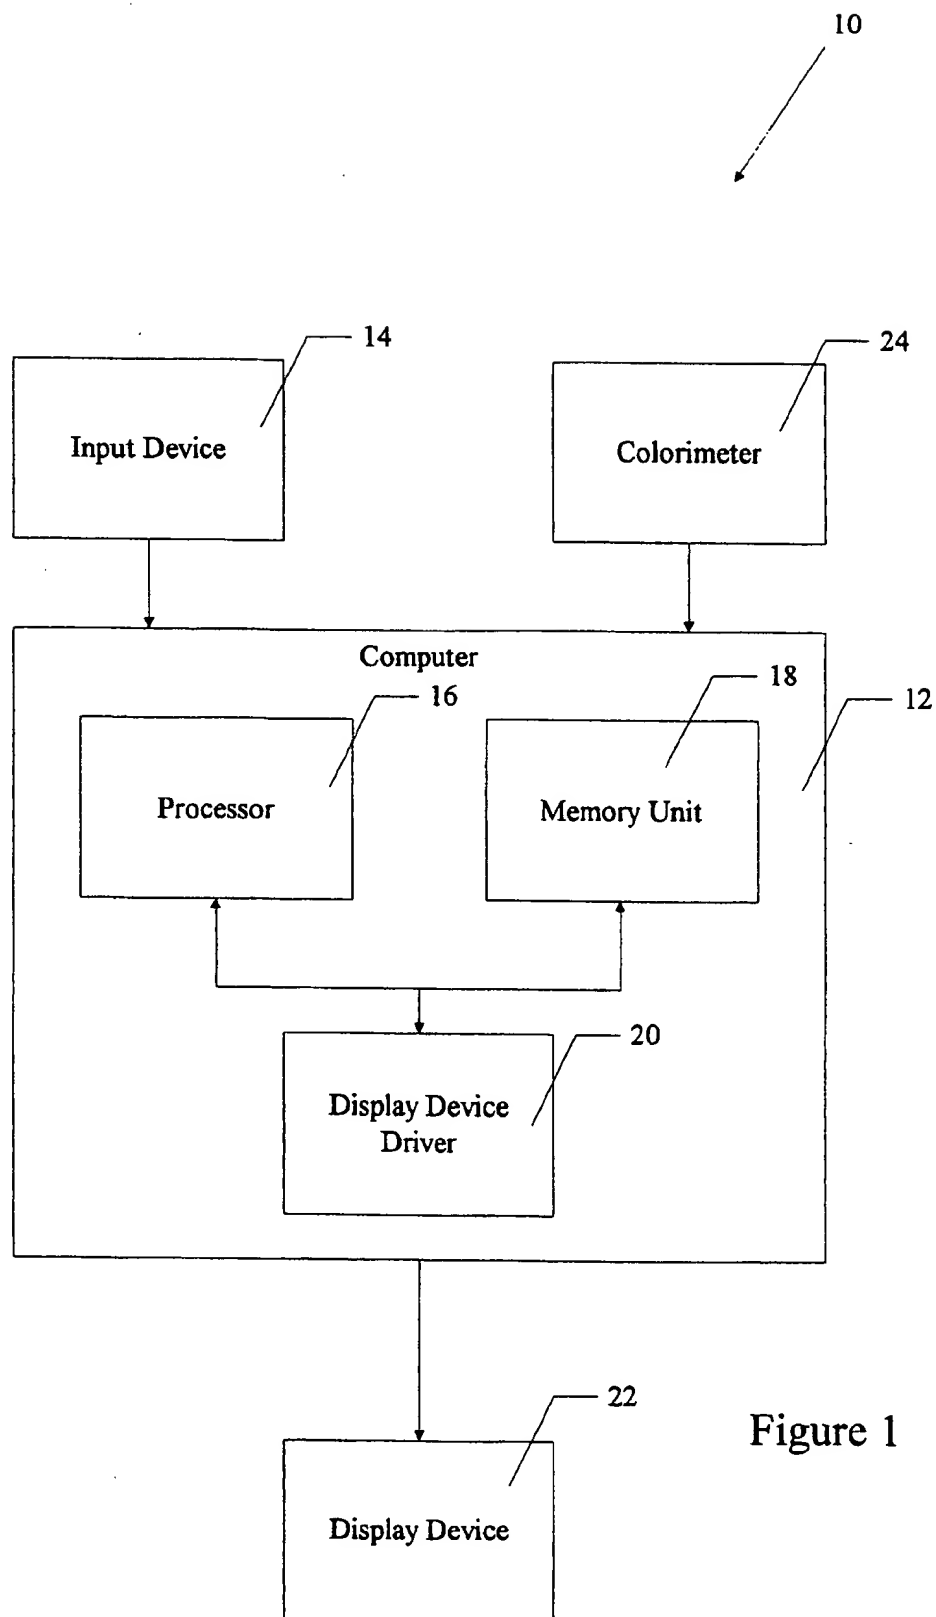 10
14
24
Input Device
Colorimeter
Computer
16
18
12
Processor
Memory Unit
20
Display Device
Driver
22
Figure 1
Display Device